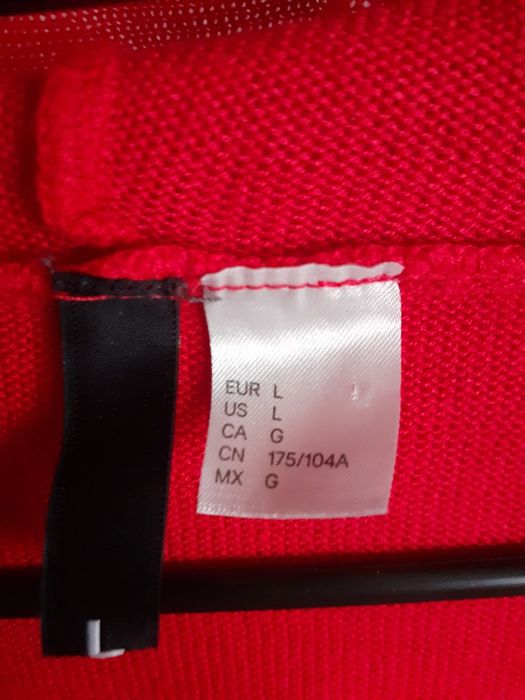 EUR L
US L
CA G
CN 175/104A
MX G
L